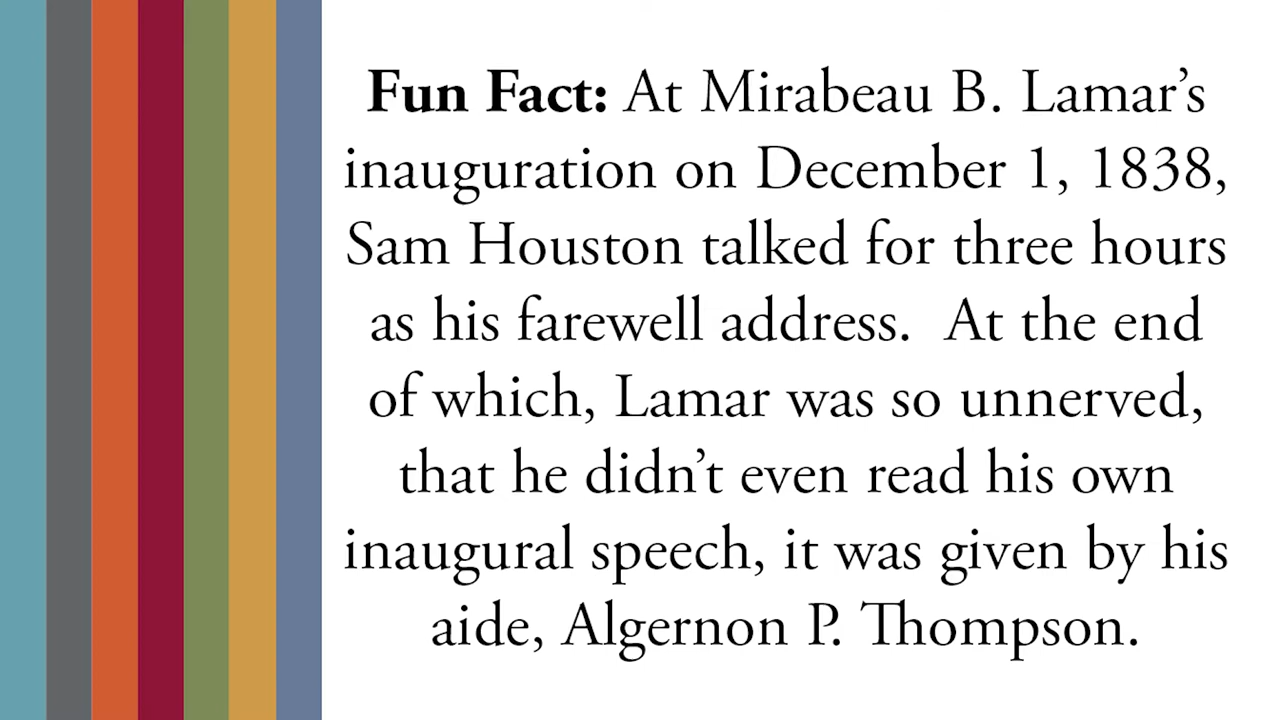 Fun Fact: At Mirabeau B. Lamar’s
inauguration on December 1, 1838,
Sam Houston talked for three hours
as his farewell address.  At the end
of which, Lamar was so unnerved,
that he didn’t even read his own
inaugural speech, it was given by his
aide, Algernon P. Thompson.